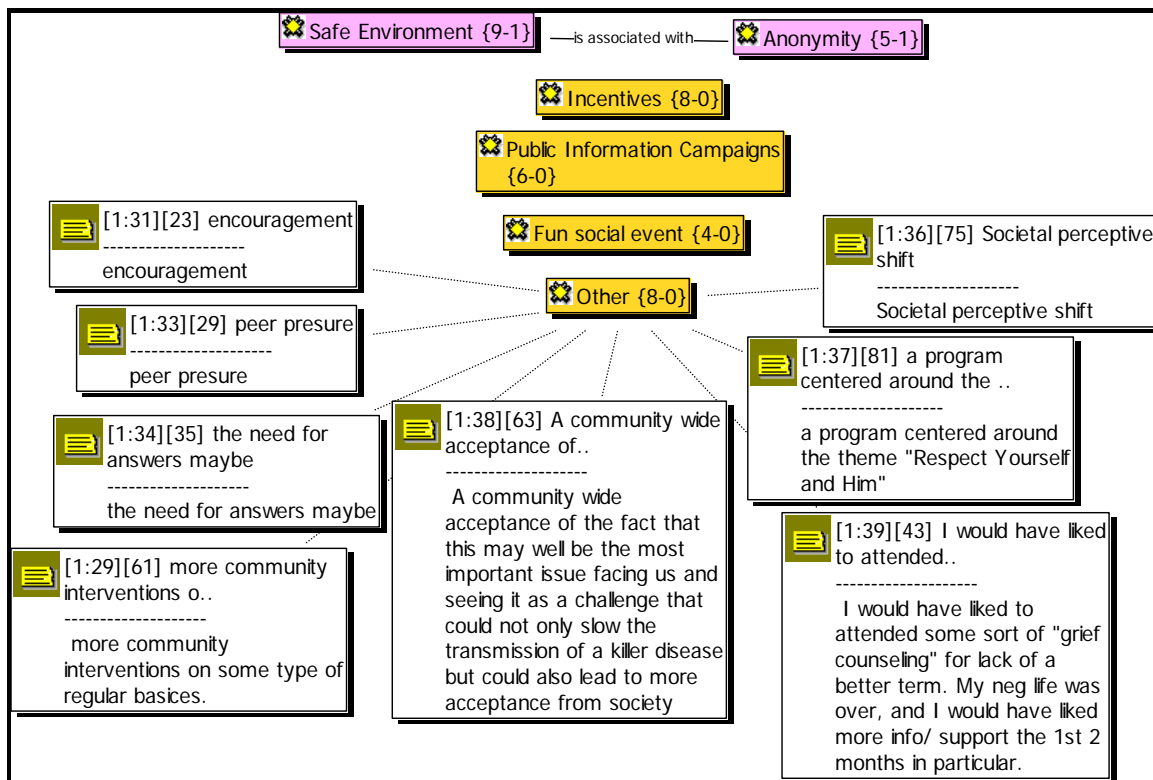 Safe Environment {9-1}
is associated with
Anonymity {5-1}
Incentives {8-0}
Public Information Campaigns
{6-0}
Fun social event {4-0}
Other {8-0}
[1:31][23] encouragement
--------------------
encouragement
[1:33][29] peer presure
--------------------
peer presure
[1:34][35] the need for
answers maybe
--------------------
the need for answers maybe
[1:29][61] more community
interventions o..
--------------------
more community
interventions on some type of
regular basices.
[1:38][63] A community wide
acceptance of..
--------------------
A community wide
acceptance of the fact that
this may well be the most
important issue facing us and
seeing it as a challenge that
could not only slow the
transmission of a killer disease
but could also lead to more
acceptance from society
[1:36][75] Societal perceptive
shift
--------------------
Societal perceptive shift
[1:37][81] a program
centered around the ..
--------------------
a program centered around
the theme "Respect Yourself
and Him"
[1:39][43] I would have liked
to attended..
--------------------
I would have liked to
attended some sort of "grief
counseling" for lack of a
better term. My neg life was
over, and I would have liked
more info/ support the 1st 2
months in particular.